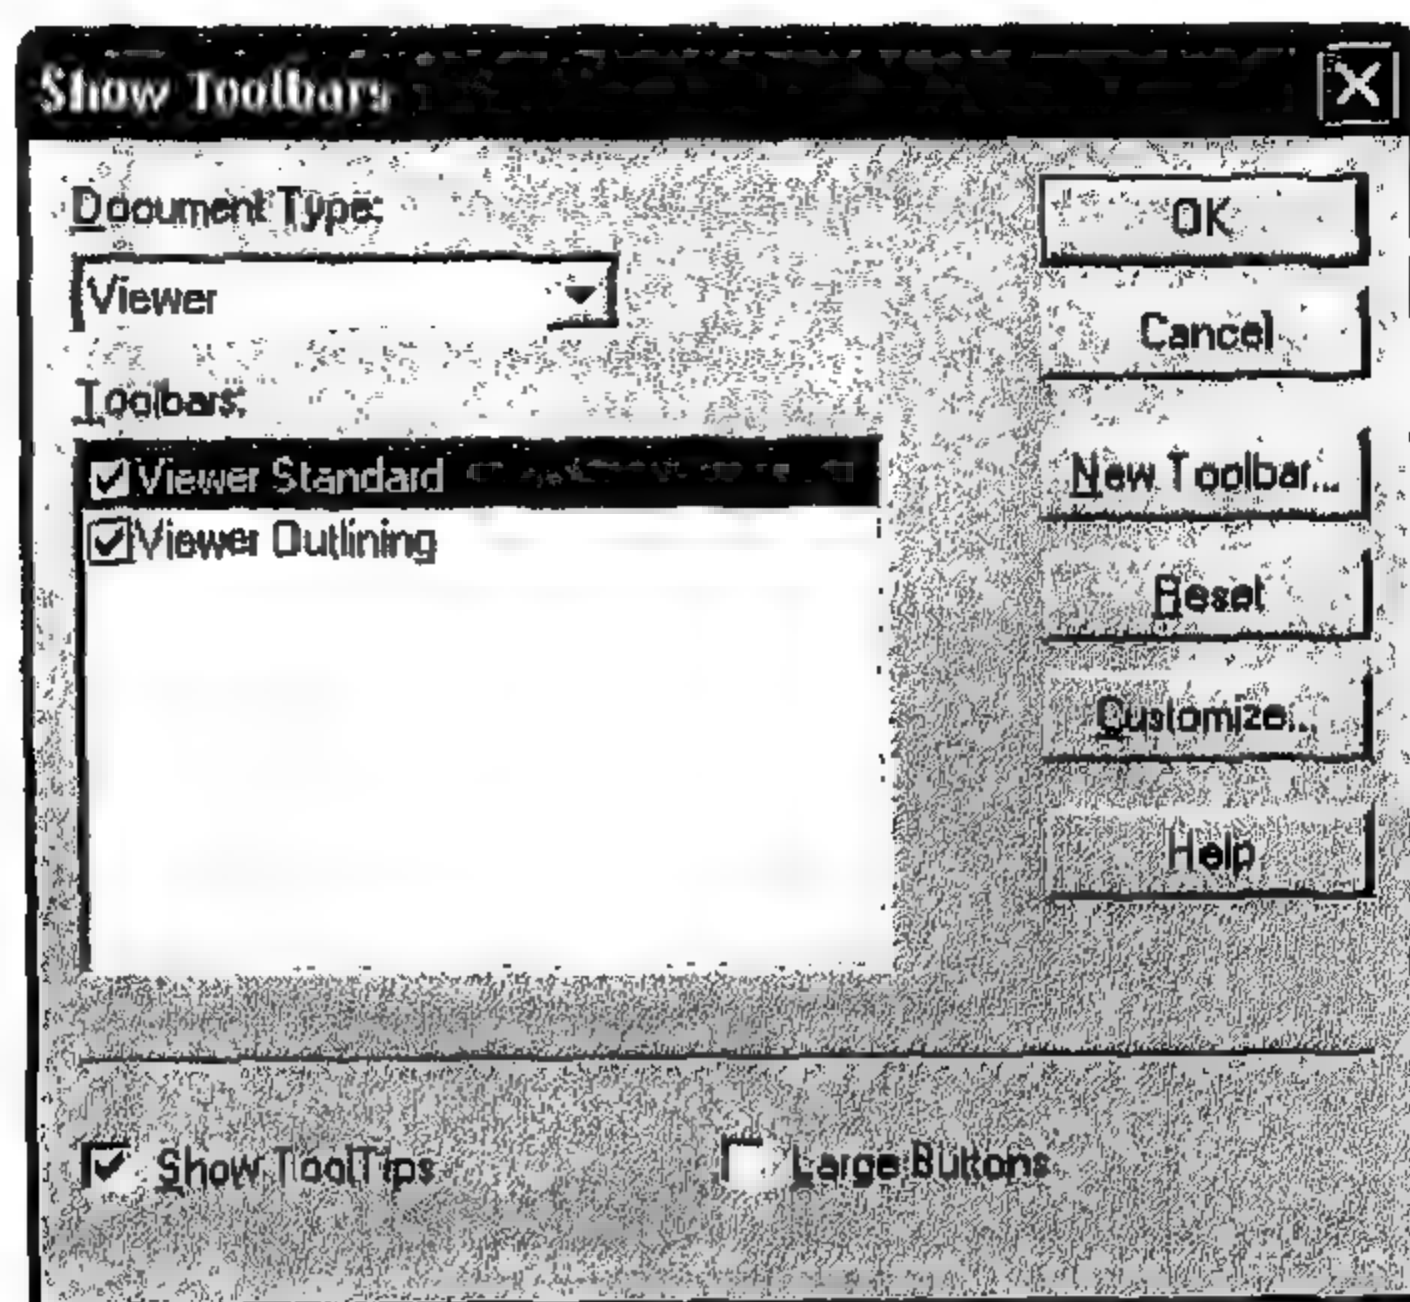 Show Toolbars
Document Type:
Viewer
Toolbars:
Viewer Standard
Viewer Outlining
OK
Cancel
New Toolbar...
Reset
Customize...
Help
Show ToolTips
Large Buttons